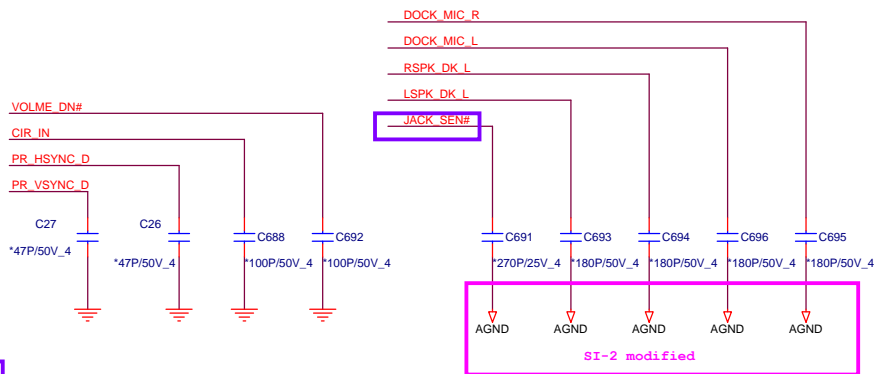 DOCK_MIC_R
DOCK_MIC_L
RSPK_DK_L
LSPK_DK_L
JACK_SEN#
VOLME_DN#
CIR_IN
PR_HSYNC_D
PR_VSYNC_D
C27
C26
C688
C692
C691
C693
C694
C696
C695
*47P/50V_4
*47P/50V_4
*100P/50V_4
*100P/50V_4
*270P/25V_4
*180P/50V_4
*180P/50V_4
*180P/50V_4
*180P/50V_4
AGND
AGND
AGND
AGND
AGND
SI-2 modified